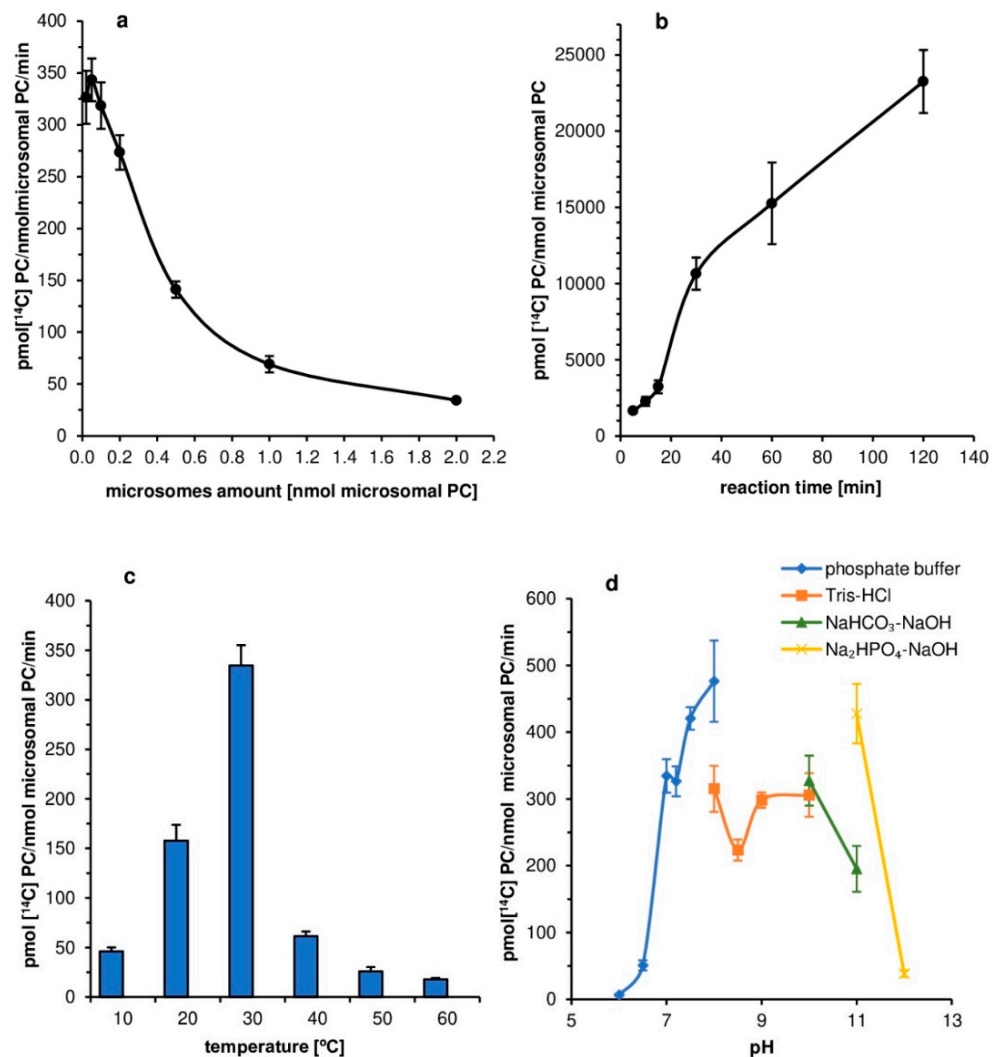 a
400
350
300
250
200
150
100
50
0
pmol[¹⁴C] PC/nmolmicrosomal PC/min
0.0 0.2 0.4 0.6 0.8 1.0 1.2 1.4 1.6 1.8 2.0 2.2
microsomes amount [nmol microsomal PC]
b
25000
20000
15000
10000
5000
0
pmol [¹⁴C] PC/nmol microsomal PC
0 20 40 60 80 100 120 140
reaction time [min]
c
400
350
300
250
200
150
100
50
0
pmol [¹⁴C] PC/nmol microsomal PC/min
10 20 30 40 50 60
temperature [ºC]
d
phosphate buffer
Tris-HCl
NaHCO₃-NaOH
Na₂HPO₄-NaOH
600
500
400
300
200
100
0
pmol[¹⁴C] PC/nmol microsomal PC/min
5 7 9 11 13
pH